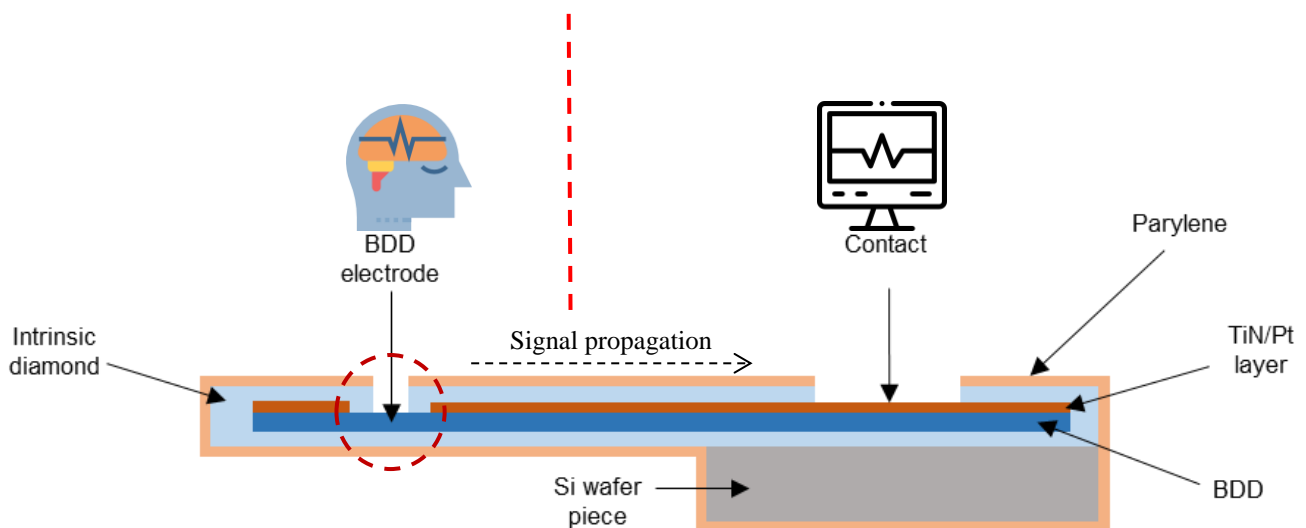 BDD
electrode
Contact
Parylene
Intrinsic
diamond
Signal propagation
TiN/Pt
layer
Si wafer
piece
BDD